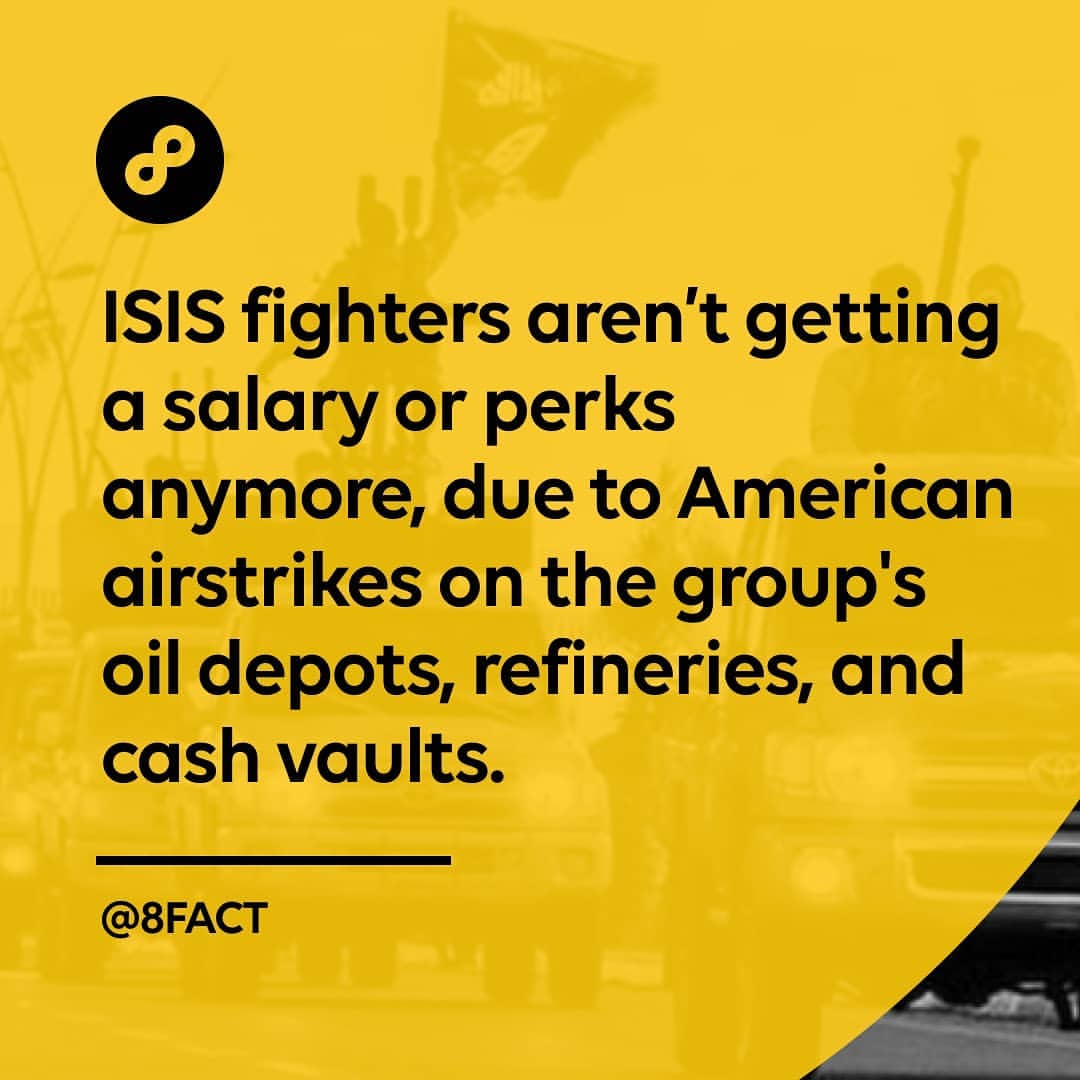 ISIS fighters aren’t getting
a salary or perks
anymore, due to American
airstrikes on the group's
oil depots, refineries, and
cash vaults.
@8FACT